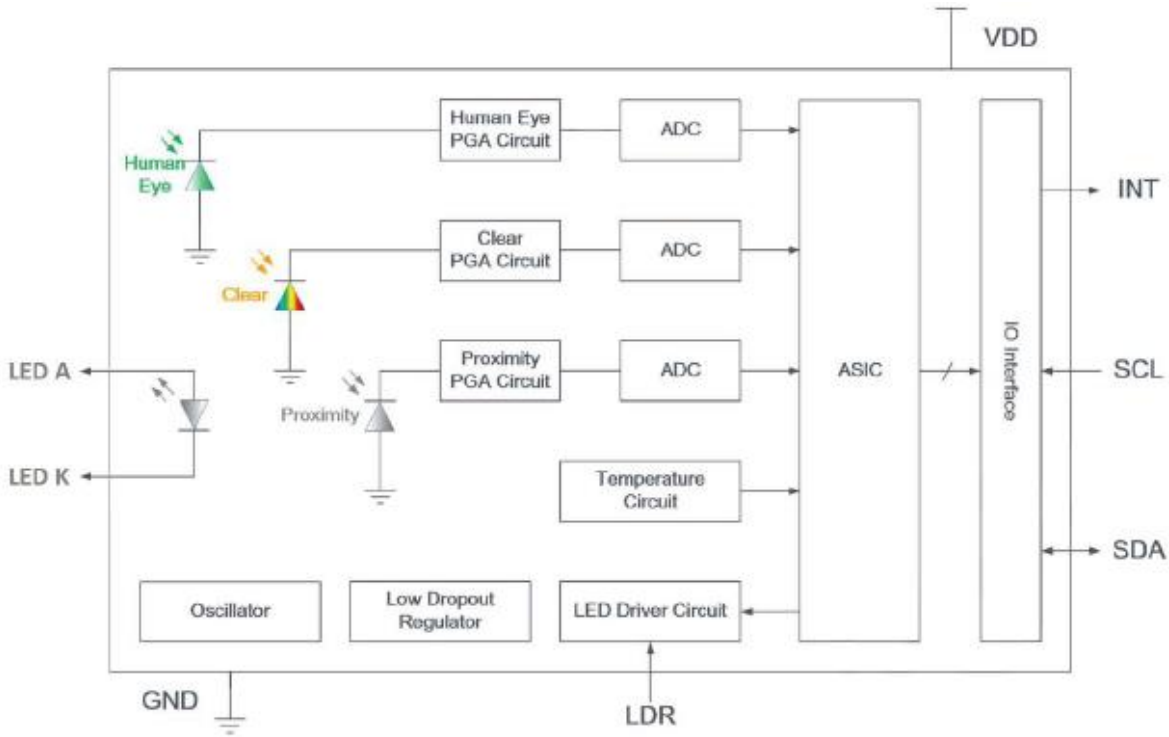 VDD
Human Eye
PGA Circuit
ADC
Human
Eye
INT
Clear
PGA Circuit
ADC
Clear
LED A
Proximity
PGA Circuit
ADC
ASIC
IO Interface
SCL
Proximity
LED K
Temperature
Circuit
SDA
Oscillator
Low Dropout
Regulator
LED Driver Circuit
GND
LDR